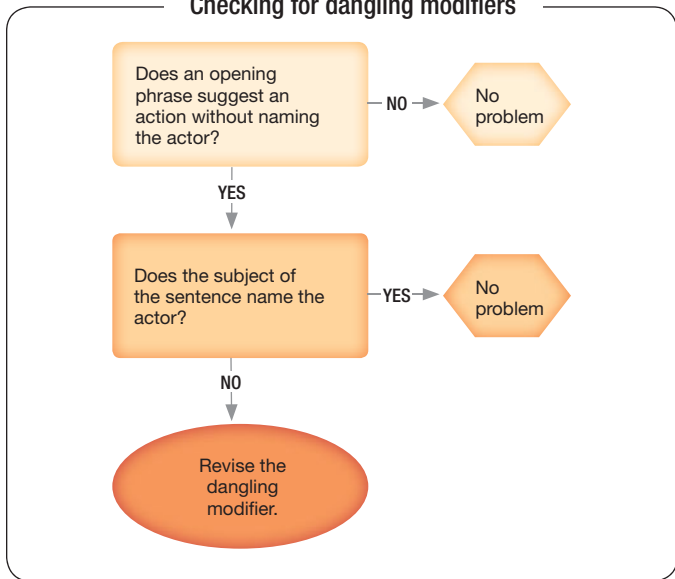 Checking for dangling modifiers
Does an opening
phrase suggest an
action without naming
the actor?
NO
No
problem
YES
Does the subject of
the sentence name the
actor?
YES
No
problem
NO
Revise the
dangling
modifier.